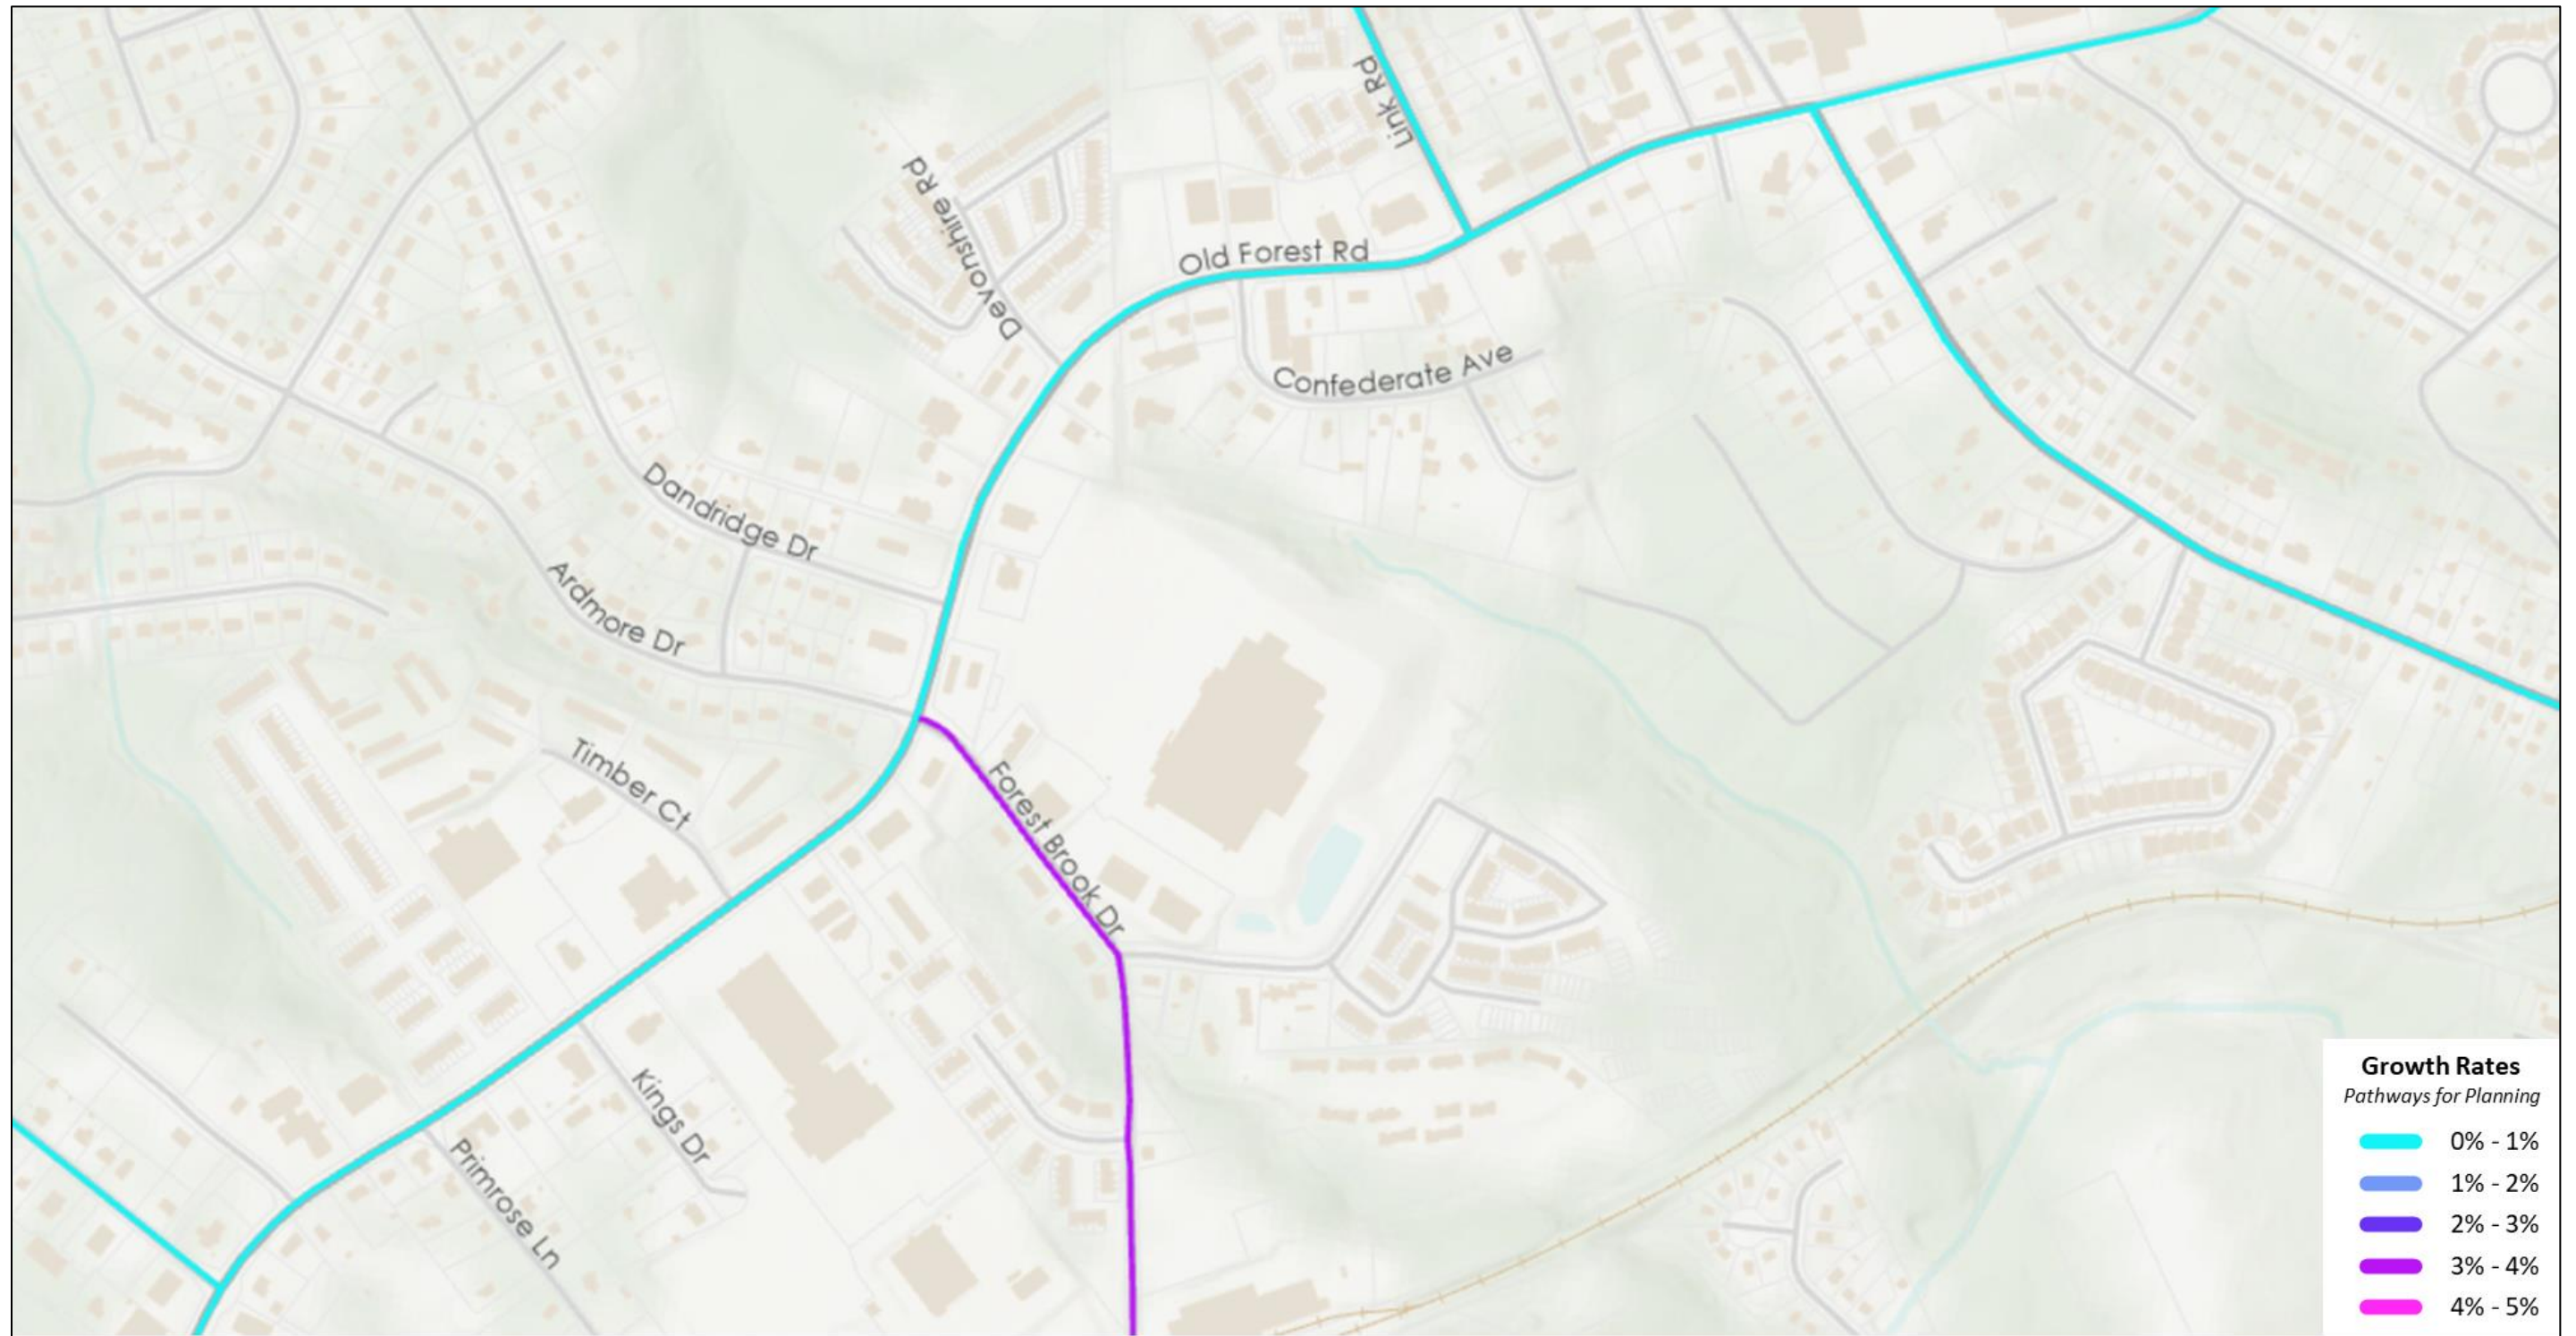 Link Rd
Devonshire Rd
Old Forest Rd
Confederate Ave
Dandridge Dr
Ardmore Dr
Timber Ct
Forest Brook Dr
Kings Dr
Primrose Ln
Growth Rates
Pathways for Planning
0% - 1%
1% - 2%
2% - 3%
3% - 4%
4% - 5%